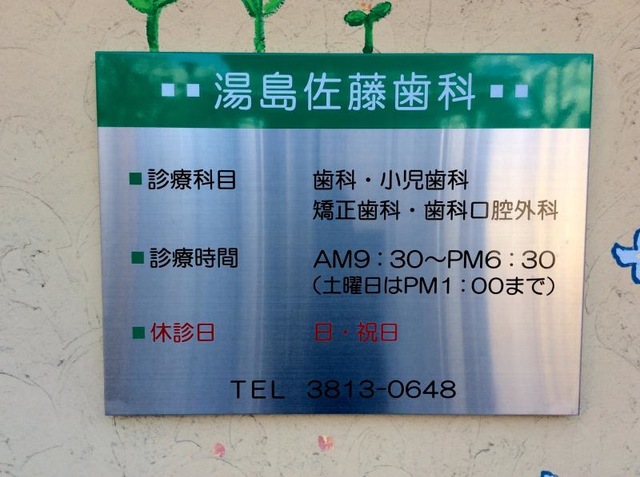 ■■湯島佐藤歯科■■
■診療科目 歯科・小児歯科
矯正歯科・歯科口腔外科
■診療時間 AM9:30〜PM6:30
(土曜日はPM1:00まで)
■休診日 日・祝日
TEL 3813-0648